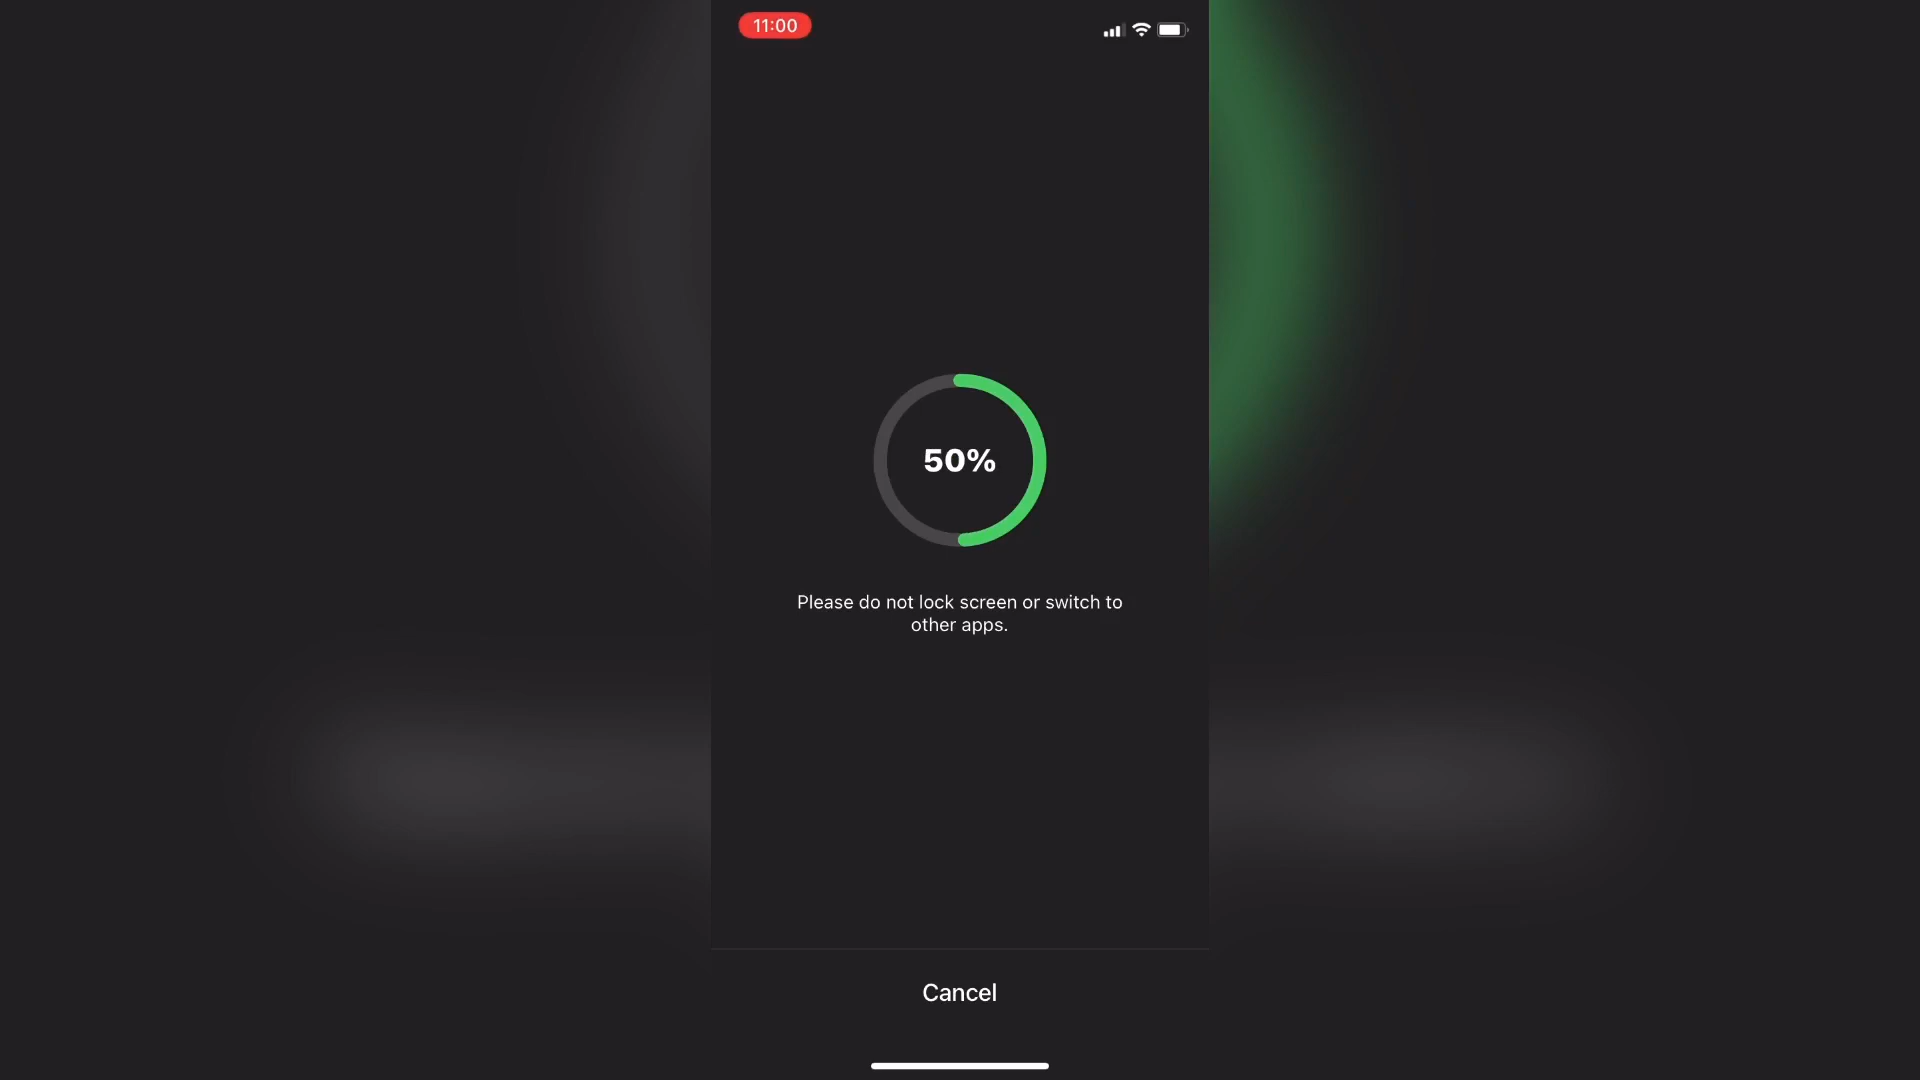 11:00
50%
Please do not lock screen or switch to
other apps.
Cancel